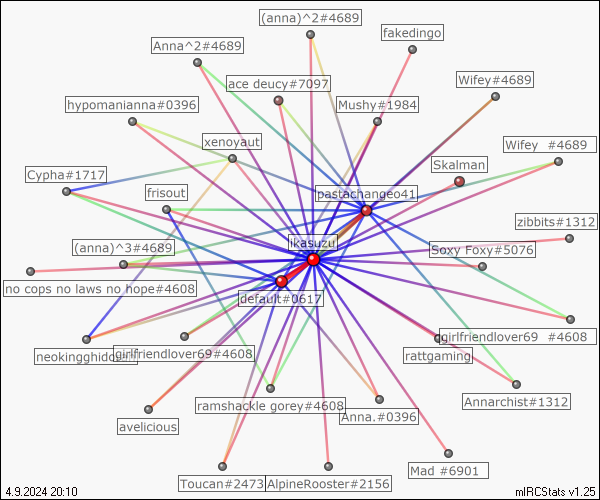 (anna)^2#4689
fakedingo
Anna^2#4689
ace deucy#7097
Wifey#4689
hypomanianna#0396
Mushy#1984
xenoyaut
Wifey #4689
Skalman
Cypha#1717
frisout
pastachangeo41
zibbits#1312
(anna)^3#4689
ikasuzu
Soxy Foxy#5076
no cops no laws no hope#4608
default#0617
girlfriendlover69 #4608
girlfriendlover69#4608
rattgaming
ramshackle gorey#4608
Annarchist#1312
Anna.#0396
avelicious
Mad #6901
Toucan#2473
AlpineRooster#2156
4.9.2024 20:10
mIRCStats v1.25